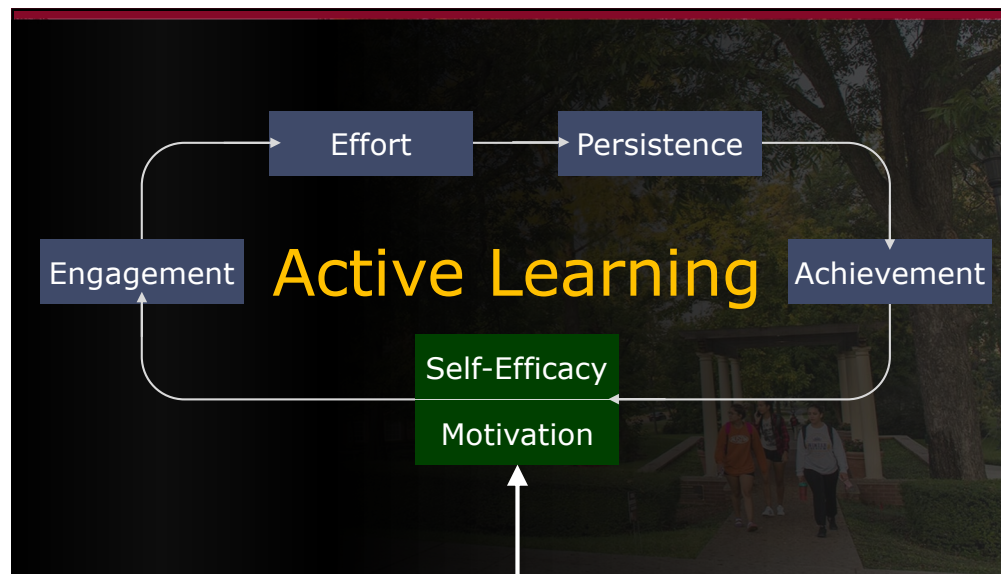 Effort
Persistence
Engagement
Active Learning
Achievement
Self-Efficacy
Motivation